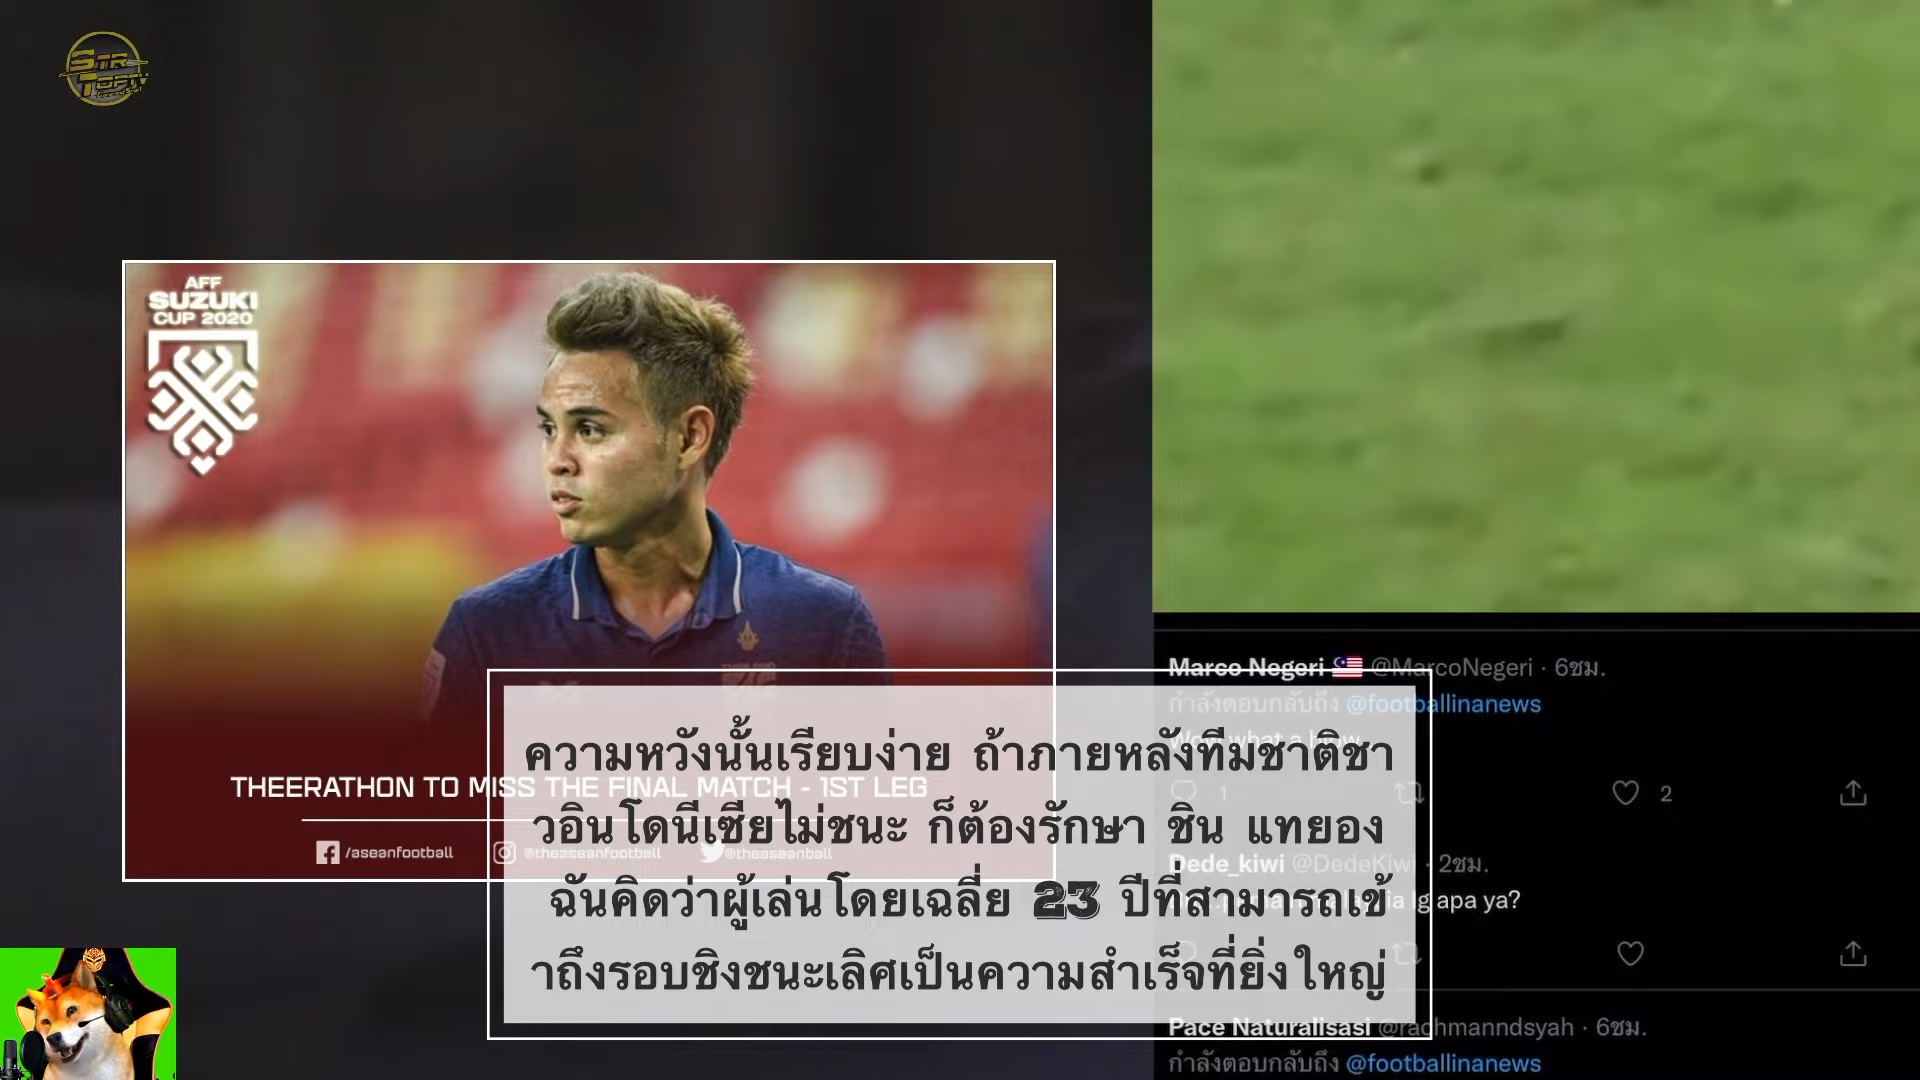 STR
TOPTV
AFF
SUZUKI
CUP 2020
THEERATHON TO MISS THE FINAL MATCH - 1ST LEG
/aseanfootball @theaseanfootball @theaseanball
ความหวังนั้นเรียบง่าย ถ้าภายหลังทีมชาติชา
วอินโดนีเซียไม่ชนะ ก็ต้องรักษา ชิน แทยอง
ฉันคิดว่าผู้เล่นโดยเฉลี่ย 23 ปีที่สามารถเข้
าถึงรอบชิงชนะเลิศเป็นความสำเร็จที่ยิ่งใหญ่
Marco Negeri @MarcoNegeri · 6ชม.
กำลังตอบกลับถึง @footballinanews
Wow what a blow
1 2
Dede_kiwi @DedeKiwi · 2ชม.
lg apa ya?
Pace Naturalisasi @rachmanndsyah · 6ชม.
กำลังตอบกลับถึง @footballinanews